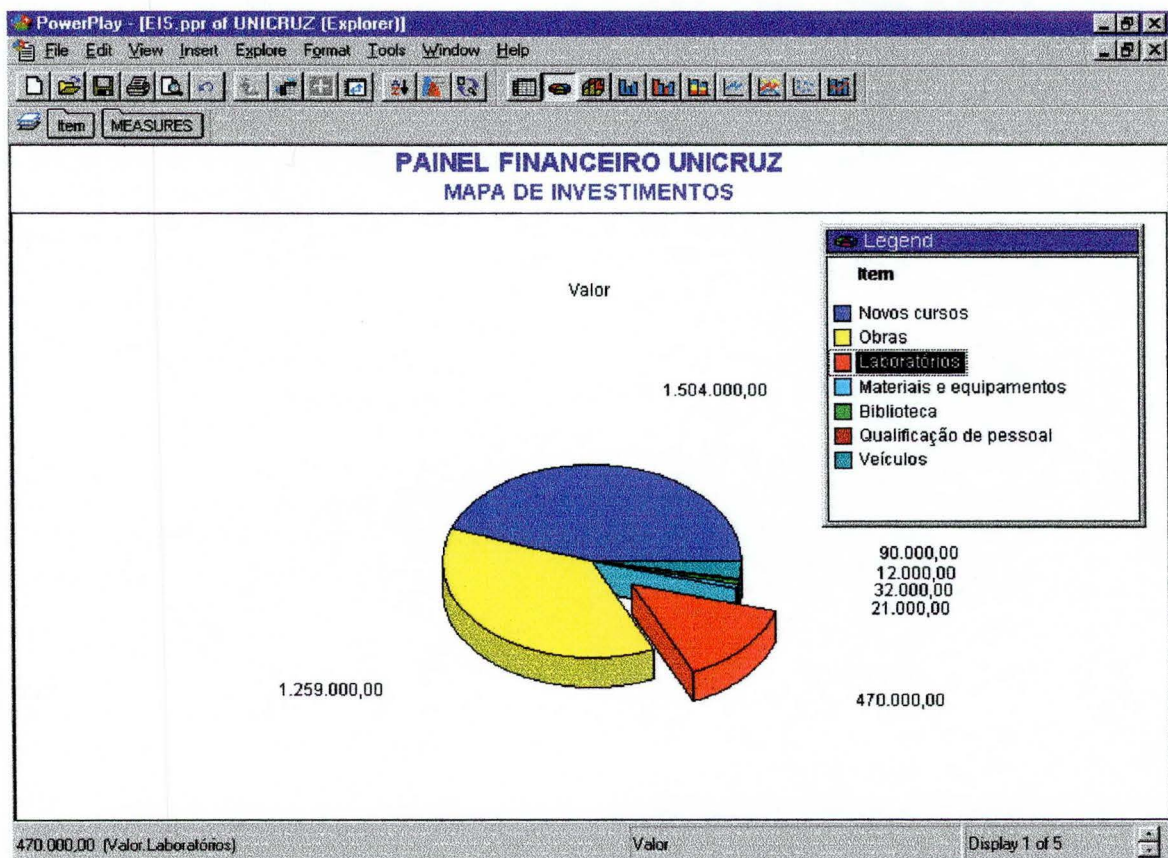 PowerPlay - [EIS.ppr of UNICRUZ (Explorer)]
File Edit View Insert Explore Format Tools Window Help
Item MEASURES
PAINEL FINANCEIRO UNICRUZ
MAPA DE INVESTIMENTOS
Legend
Item
Novos cursos
Obras
Laboratórios
Materiais e equipamentos
Biblioteca
Qualificação de pessoal
Veículos
Valor
1.504.000,00
90.000,00
12.000,00
32.000,00
21.000,00
1.259.000,00
470.000,00
470.000,00 (Valor.Laboratórios) Valor Display 1 of 5